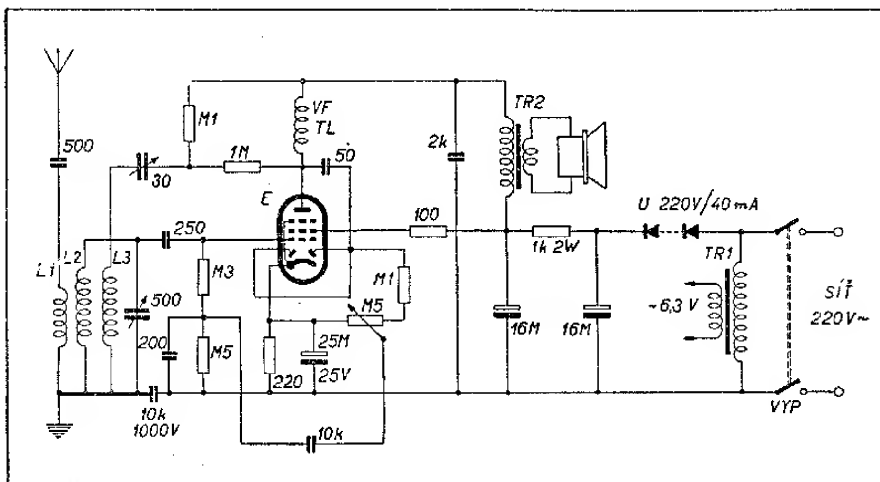 500
L1
L2
L3
30
M1
1M
VF
TL
50
E
250
500
M3
200
M5
10k
1000V
220
25M
25V
M5
M1
10k
100
2k
TR2
1k 2W
16M
16M
U 220V/40mA
TR1
~6,3 V
SÍŤ
220V~
VYP